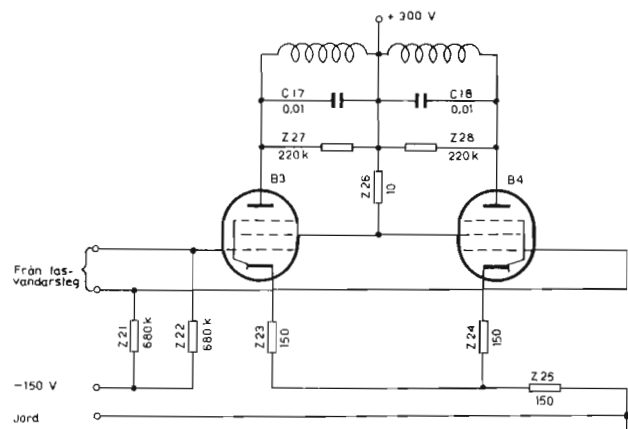 + 300 V
C17
0,01
C18
0,01
Z27
220k
Z28
220k
Z26
10
B3
B4
Från fas-
vändarsteg
Z21
680k
Z22
680k
Z23
150
Z24
150
Z25
150
-150 V
Jord